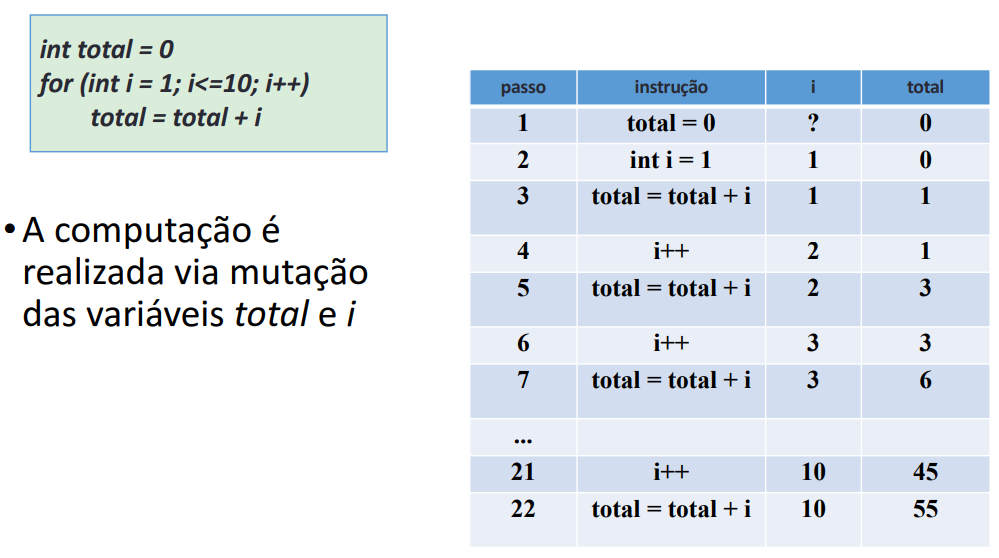 int total = 0
for (int i = 1; i<=10; i++)
total = total + i
• A computação é
realizada via mutação
das variáveis total e i
passo instrução i total
1 total = 0 ? 0
2 int i = 1 1 0
3 total = total + i 1 1
4 i++ 2 1
5 total = total + i 2 3
6 i++ 3 3
7 total = total + i 3 6
...
21 i++ 10 45
22 total = total + i 10 55